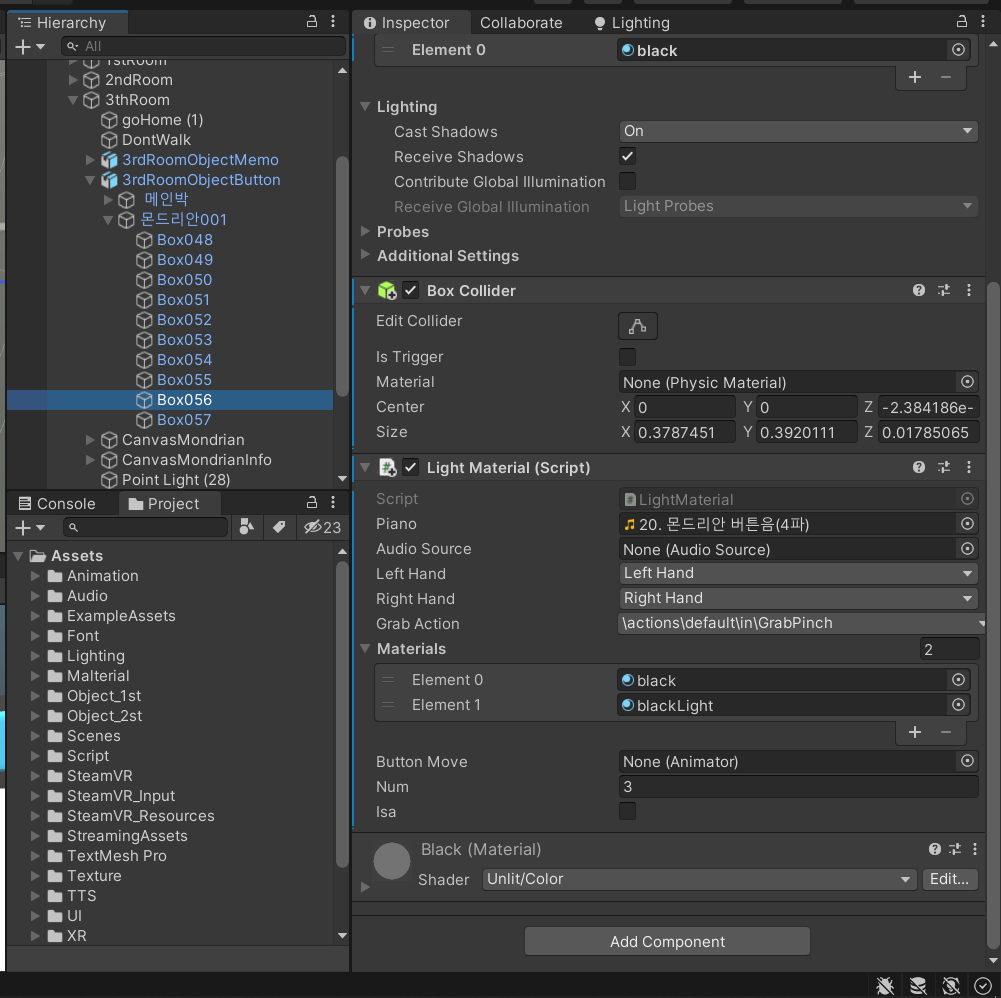 Hierarchy
All
1stRoom
2ndRoom
3thRoom
goHome (1)
DontWalk
3rdRoomObjectMemo
3rdRoomObjectButton
메인박
몬드리안001
Box048
Box049
Box050
Box051
Box052
Box053
Box054
Box055
Box056
Box057
CanvasMondrian
CanvasMondrianInfo
Point Light (28)
Console Project
23
Assets
Animation
Audio
ExampleAssets
Font
Lighting
Malterial
Object_1st
Object_2st
Scenes
Script
SteamVR
SteamVR_Input
SteamVR_Resources
StreamingAssets
TextMesh Pro
Texture
TTS
UI
XR
Inspector Collaborate Lighting
Element 0 black
Lighting
Cast Shadows On
Receive Shadows
Contribute Global Illumination
Receive Global Illumination Light Probes
Probes
Additional Settings
Box Collider
Edit Collider
Is Trigger
Material None (Physic Material)
Center X 0 Y 0 Z -2.384186e-
Size X 0.3787451 Y 0.3920111 Z 0.01785065
Light Material (Script)
Script LightMaterial
Piano 20. 몬드리안 버튼음(4파)
Audio Source None (Audio Source)
Left Hand Left Hand
Right Hand Right Hand
Grab Action \actions\default\in\GrabPinch
Materials 2
Element 0 black
Element 1 blackLight
Button Move None (Animator)
Num 3
Isa
Black (Material)
Shader Unlit/Color Edit...
Add Component